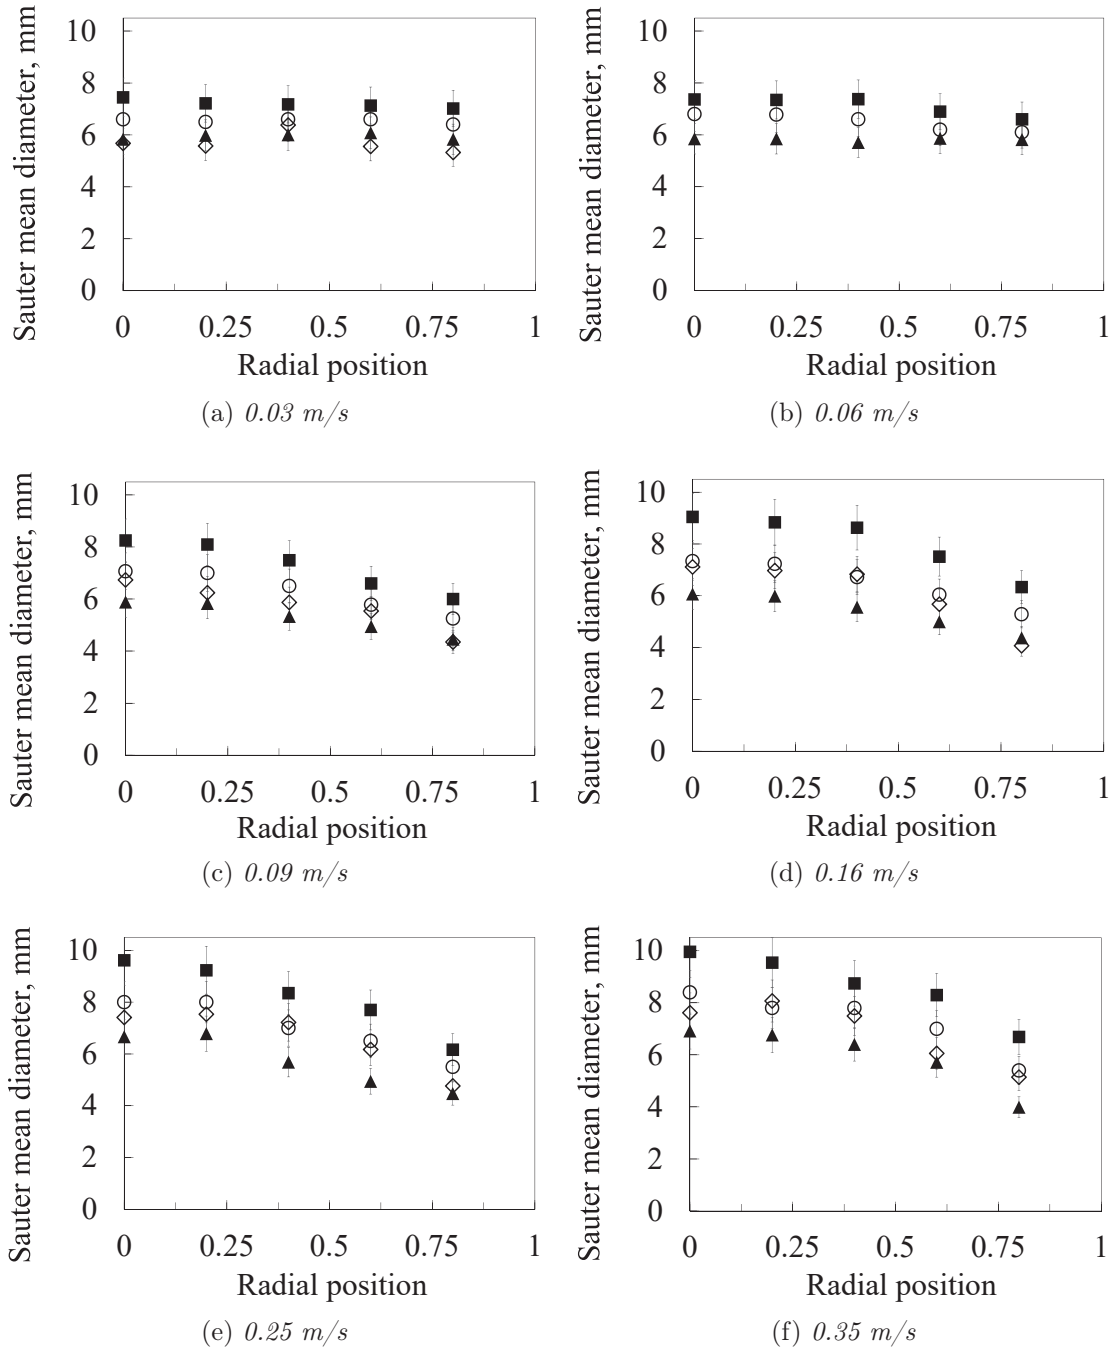 Sauter mean diameter, mm
10
8
6
4
2
0
0 0.25 0.5 0.75 1
Radial position
(a) 0.03 m/s
Sauter mean diameter, mm
10
8
6
4
2
0
0 0.25 0.5 0.75 1
Radial position
(b) 0.06 m/s
Sauter mean diameter, mm
10
8
6
4
2
0
0 0.25 0.5 0.75 1
Radial position
(c) 0.09 m/s
Sauter mean diameter, mm
10
8
6
4
2
0
0 0.25 0.5 0.75 1
Radial position
(d) 0.16 m/s
Sauter mean diameter, mm
10
8
6
4
2
0
0 0.25 0.5 0.75 1
Radial position
(e) 0.25 m/s
Sauter mean diameter, mm
10
8
6
4
2
0
0 0.25 0.5 0.75 1
Radial position
(f) 0.35 m/s